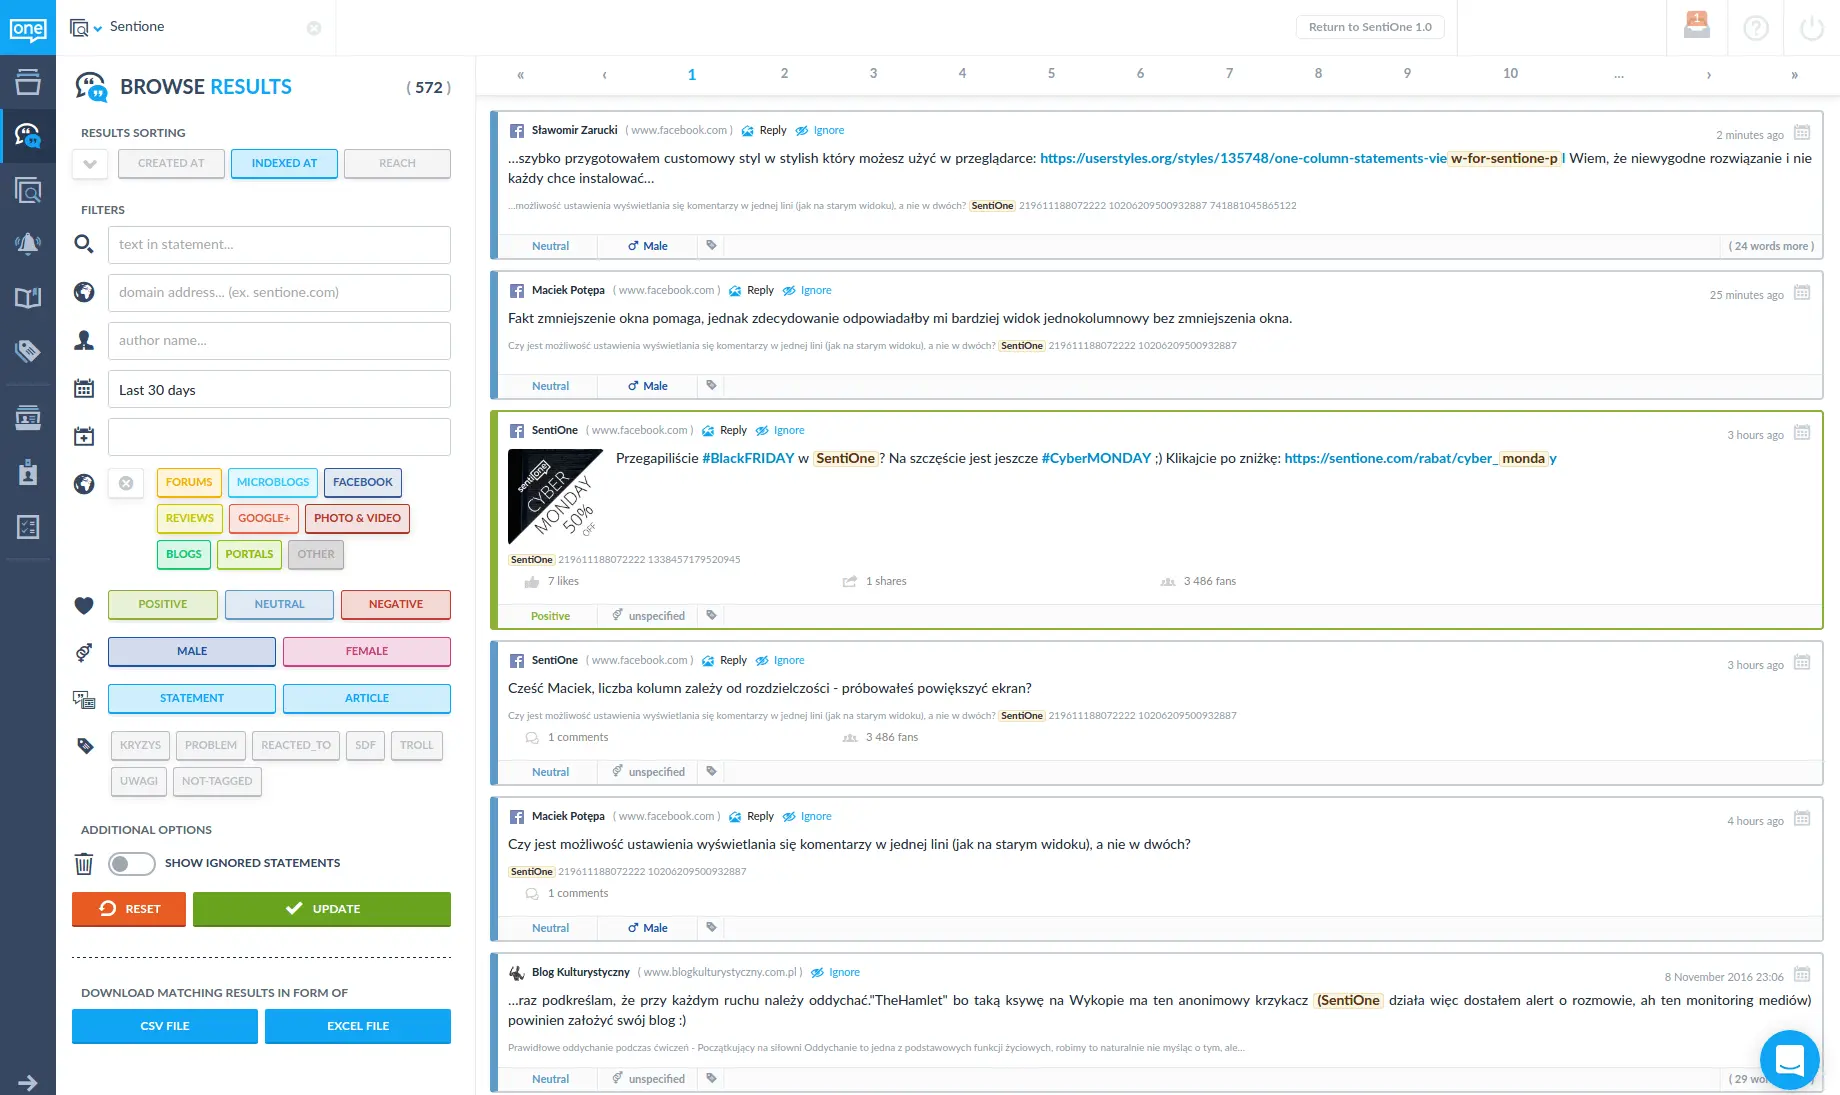 one
Sentione
Return to SentiOne 1.0
1
BROWSE RESULTS
( 572 )
RESULTS SORTING
CREATED AT
INDEXED AT
REACH
FILTERS
text in statement...
domain address... (ex. sentione.com)
author name...
Last 30 days
FORUMS
MICROBLOGS
FACEBOOK
REVIEWS
GOOGLE+
PHOTO & VIDEO
BLOGS
PORTALS
OTHER
POSITIVE
NEUTRAL
NEGATIVE
MALE
FEMALE
STATEMENT
ARTICLE
KRYZYS
PROBLEM
REACTED_TO
SDF
TROLL
UWAGI
NOT-TAGGED
ADDITIONAL OPTIONS
SHOW IGNORED STATEMENTS
RESET
UPDATE
DOWNLOAD MATCHING RESULTS IN FORM OF
CSV FILE
EXCEL FILE
« ‹ 1 2 3 4 5 6 7 8 9 10 ... › »
Sławomir Zarucki ( www.facebook.com ) Reply Ignore
2 minutes ago
...szybko przygotowałem customowy styl w stylish który możesz użyć w przeglądarce: https://userstyles.org/styles/135748/one-column-statements-view-for-sentione-pl Wiem, że niewygodne rozwiązanie i nie
każdy chce instalować...
...możliwość ustawienia wyświetlania się komentarzy w jednej lini (jak na starym widoku), a nie w dwóch? SentiOne 219611188072222 10206209500932887 741881045865122
Neutral
Male
( 24 words more )
Maciek Potępa ( www.facebook.com ) Reply Ignore
25 minutes ago
Fakt zmniejszenie okna pomaga, jednak zdecydowanie odpowiadałby mi bardziej widok jednokolumnowy bez zmniejszenia okna.
Czy jest możliwość ustawienia wyświetlania się komentarzy w jednej lini (jak na starym widoku), a nie w dwóch? SentiOne 219611188072222 10206209500932887
Neutral
Male
SentiOne ( www.facebook.com ) Reply Ignore
3 hours ago
Przegapiliście #BlackFRIDAY w SentiOne? Na szczęście jest jeszcze #CyberMONDAY ;) Klikajcie po zniżkę: https://sentione.com/rabat/cyber_monday
sentione
CYBER
MONDAY
50%
OFF
SentiOne 219611188072222 1338457179520945
7 likes
1 shares
3 486 fans
Positive
unspecified
SentiOne ( www.facebook.com ) Reply Ignore
3 hours ago
Cześć Maciek, liczba kolumn zależy od rozdzielczości - próbowałeś powiększyć ekran?
Czy jest możliwość ustawienia wyświetlania się komentarzy w jednej lini (jak na starym widoku), a nie w dwóch? SentiOne 219611188072222 10206209500932887
1 comments
3 486 fans
Neutral
unspecified
Maciek Potępa ( www.facebook.com ) Reply Ignore
4 hours ago
Czy jest możliwość ustawienia wyświetlania się komentarzy w jednej lini (jak na starym widoku), a nie w dwóch?
SentiOne 219611188072222 10206209500932887
1 comments
Neutral
Male
Blog Kulturystyczny ( www.blogkulturystyczny.com.pl ) Ignore
8 November 2016 23:06
...raz podkreślam, że przy każdym ruchu należy oddychać."TheHamlet" bo taką ksywę na Wykopie ma ten anonimowy krzykacz (SentiOne działa więc dostałem alert o rozmowie, ah ten monitoring mediów)
powinien założyć swój blog :)
Prawidłowe oddychanie podczas ćwiczeń - Początkujący na siłowni Oddychanie to jedna z podstawowych funkcji życiowych, robimy to naturalnie nie myśląc o tym, ale...
Neutral
unspecified
( 29